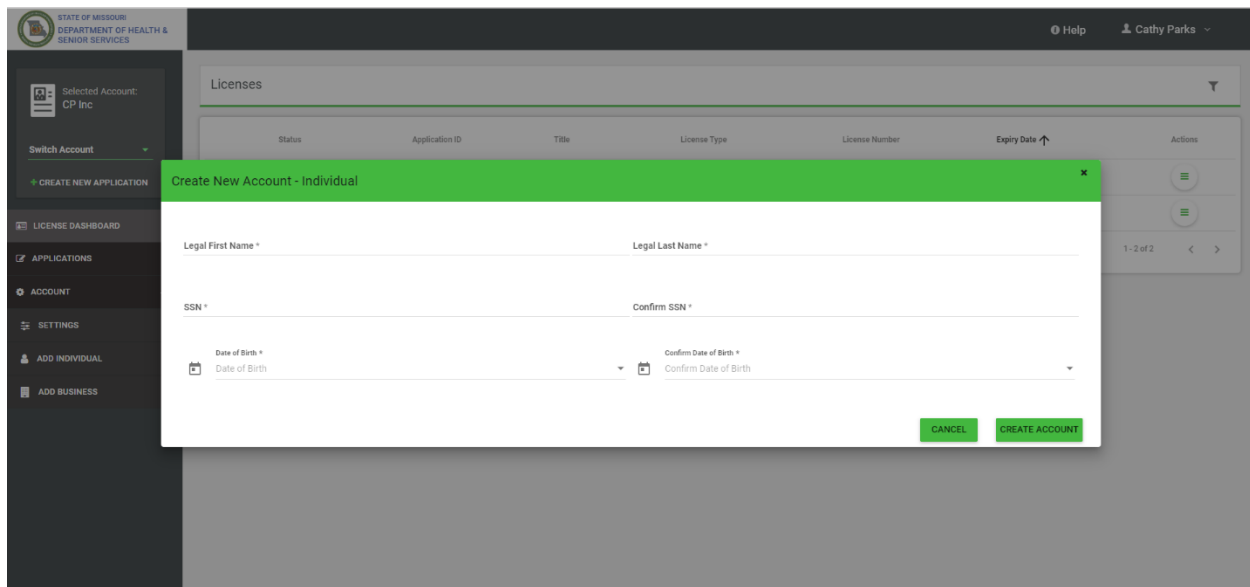 STATE OF MISSOURI
DEPARTMENT OF HEALTH &
SENIOR SERVICES
Help
Cathy Parks
Selected Account:
CP Inc
Switch Account
+ CREATE NEW APPLICATION
LICENSE DASHBOARD
APPLICATIONS
ACCOUNT
SETTINGS
ADD INDIVIDUAL
ADD BUSINESS
Licenses
Status Application ID Title License Type License Number Expiry Date Actions
1 - 2 of 2
Create New Account - Individual
Legal First Name * Legal Last Name *
SSN * Confirm SSN *
Date of Birth * Confirm Date of Birth *
Date of Birth Confirm Date of Birth
CANCEL CREATE ACCOUNT